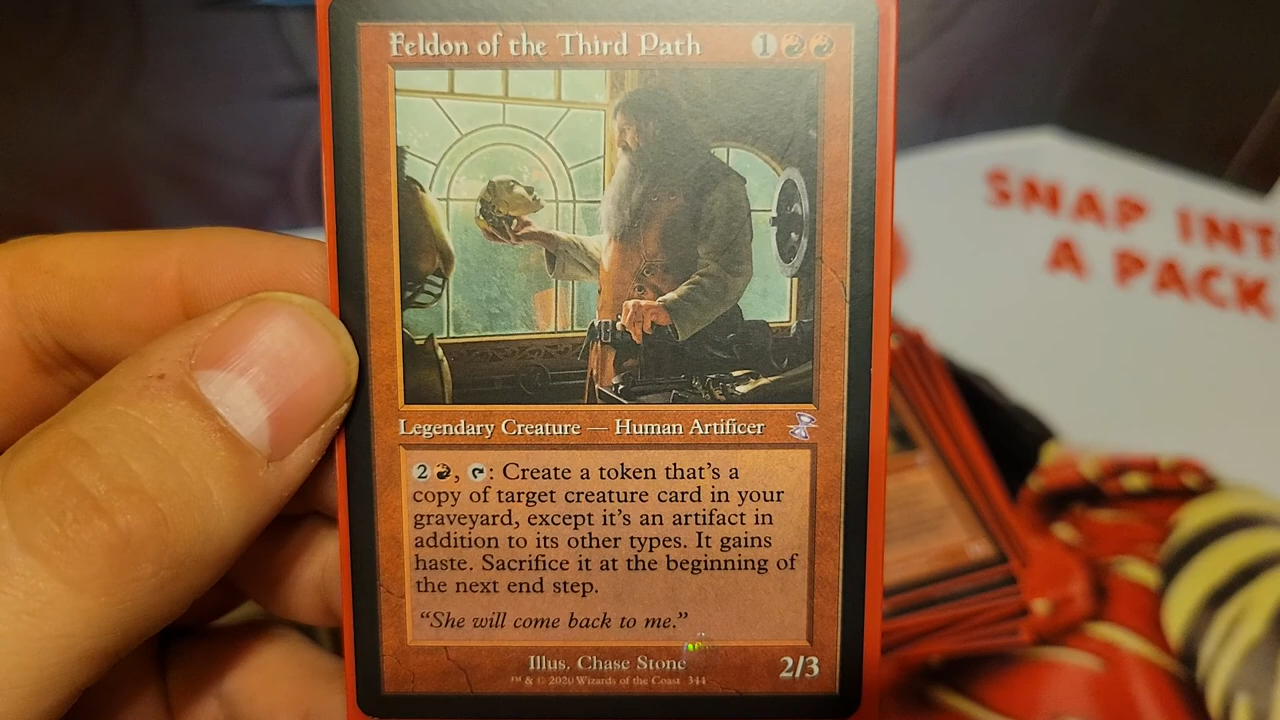 Feldon of the Third Path 1
Legendary Creature — Human Artificer
2 , : Create a token that's a
copy of target creature card in your
graveyard, except it's an artifact in
addition to its other types. It gains
haste. Sacrifice it at the beginning of
the next end step.
“She will come back to me.”
Illus. Chase Stone
2/3
™ & © 2020 Wizards of the Coast 344
SNAP INT
A PACK